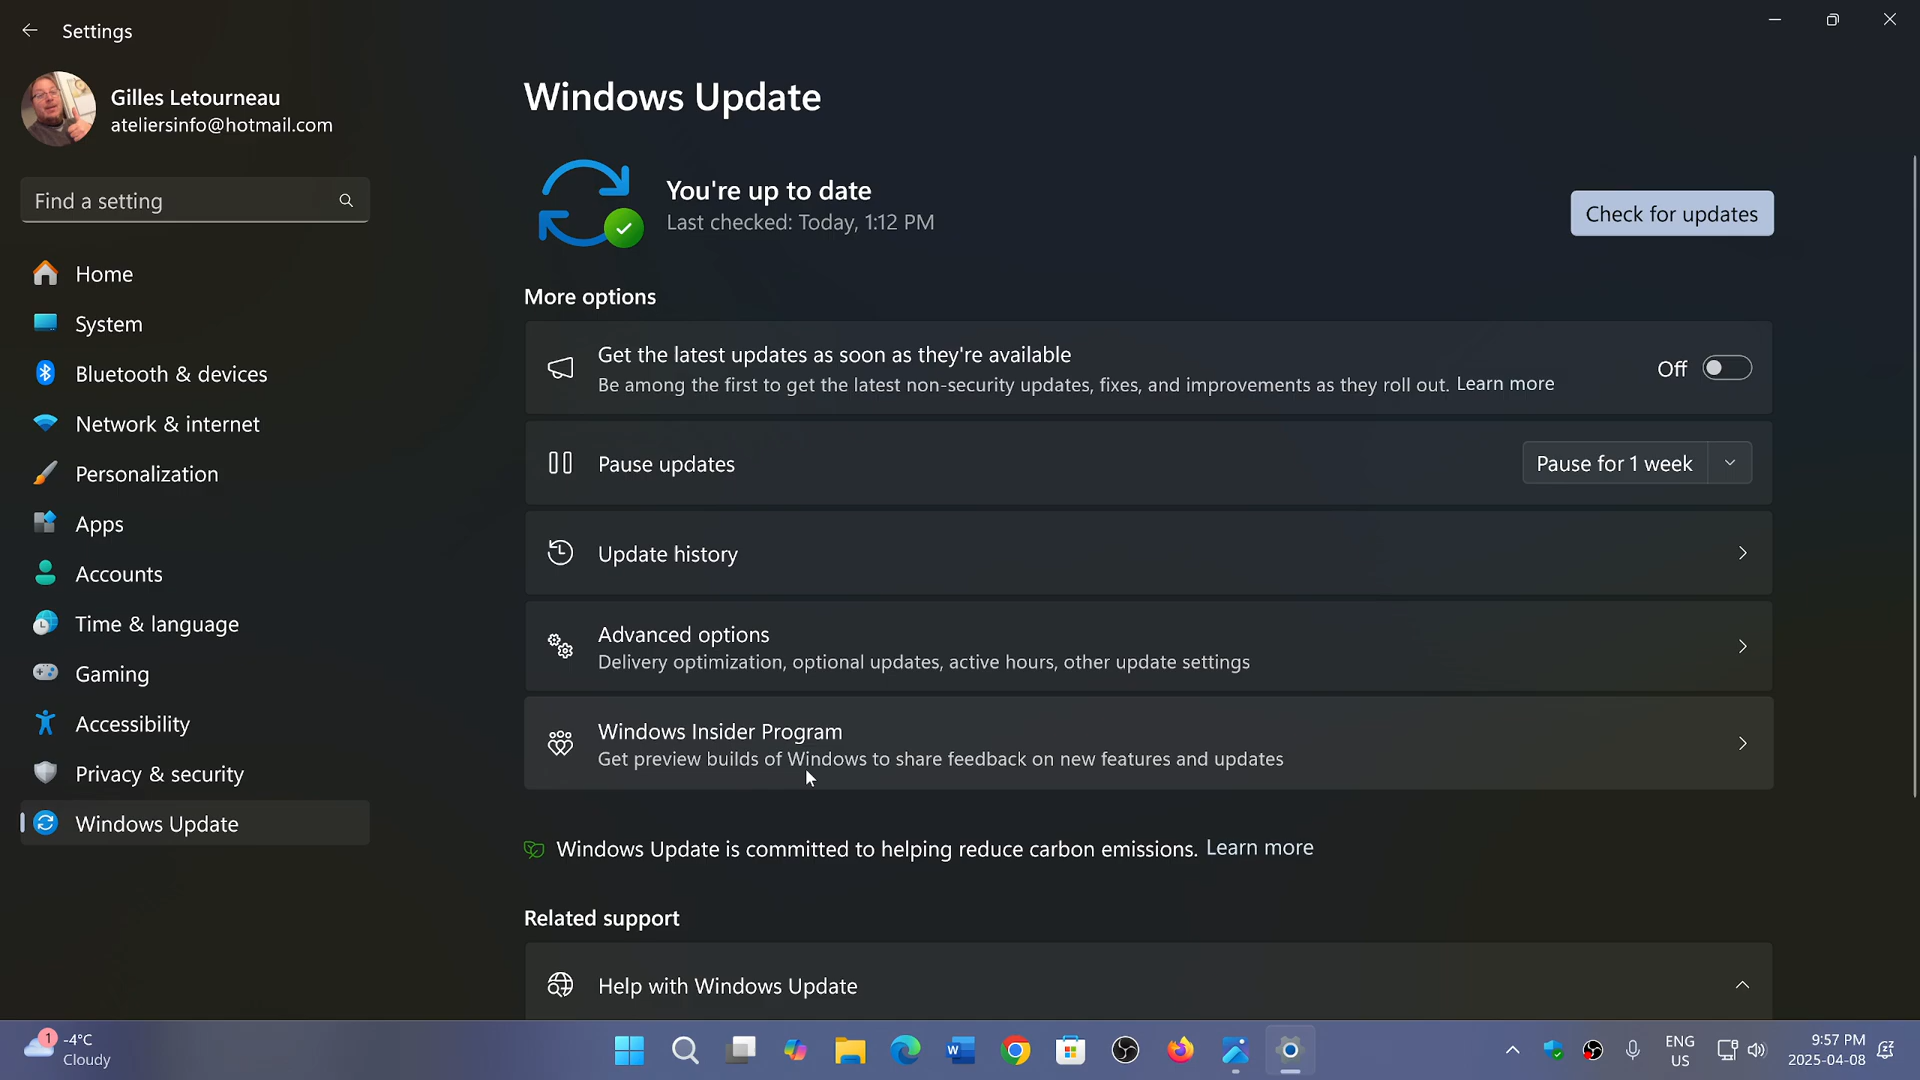 Settings
Gilles Letourneau
ateliersinfo@hotmail.com
Find a setting
Home
System
Bluetooth & devices
Network & internet
Personalization
Apps
Accounts
Time & language
Gaming
Accessibility
Privacy & security
Windows Update
Windows Update
You're up to date
Last checked: Today, 1:12 PM
Check for updates
More options
Get the latest updates as soon as they're available
Be among the first to get the latest non-security updates, fixes, and improvements as they roll out. Learn more
Off
Pause updates
Pause for 1 week
Update history
Advanced options
Delivery optimization, optional updates, active hours, other update settings
Windows Insider Program
Get preview builds of Windows to share feedback on new features and updates
Windows Update is committed to helping reduce carbon emissions. Learn more
Related support
Help with Windows Update
1
-4°C
Cloudy
W
ENG
US
9:57 PM
2025-04-08